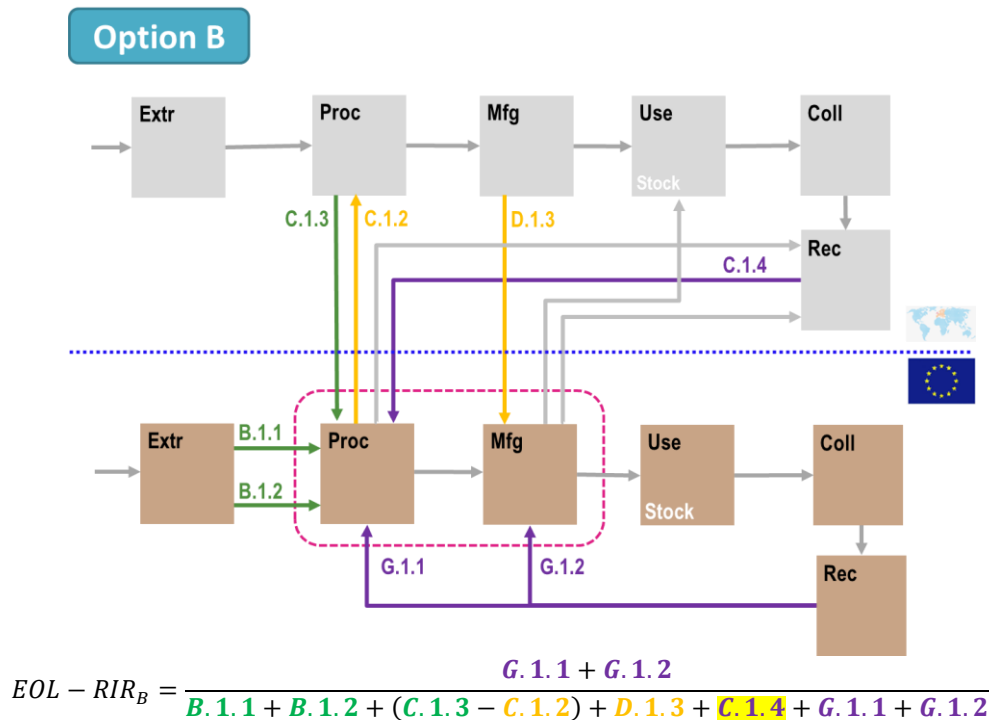 Option B
Extr
Proc
Mfg
Use
Stock
Coll
C.1.3
C.1.2
D.1.3
Rec
C.1.4
Extr
B.1.1
B.1.2
Proc
Mfg
Use
Stock
Coll
G.1.1
G.1.2
Rec
G.1.1 + G.1.2
EOL − RIR_B =
B.1.1 + B.1.2 + (C.1.3 − C.1.2) + D.1.3 + C.1.4 + G.1.1 + G.1.2